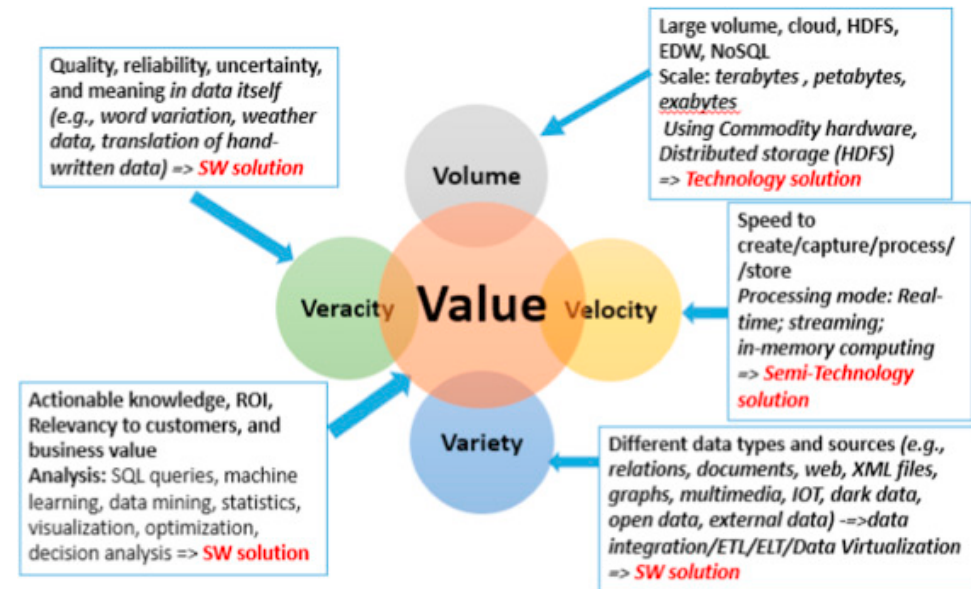 Large volume, cloud, HDFS,
EDW, NoSQL
Scale: terabytes , petabytes,
exabytes
Using Commodity hardware,
Distributed storage (HDFS)
=> Technology solution
Quality, reliability, uncertainty,
and meaning in data itself
(e.g., word variation, weather
data, translation of hand-
written data) => SW solution
Volume
Speed to
create/capture/process/
/store
Processing mode: Real-
time; streaming;
in-memory computing
=> Semi-Technology
solution
Veracity
Value
Velocity
Actionable knowledge, ROI,
Relevancy to customers, and
business value
Analysis: SQL queries, machine
learning, data mining, statistics,
visualization, optimization,
decision analysis => SW solution
Variety
Different data types and sources (e.g.,
relations, documents, web, XML files,
graphs, multimedia, IOT, dark data,
open data, external data) -=>data
integration/ETL/ELT/Data Virtualization
=> SW solution